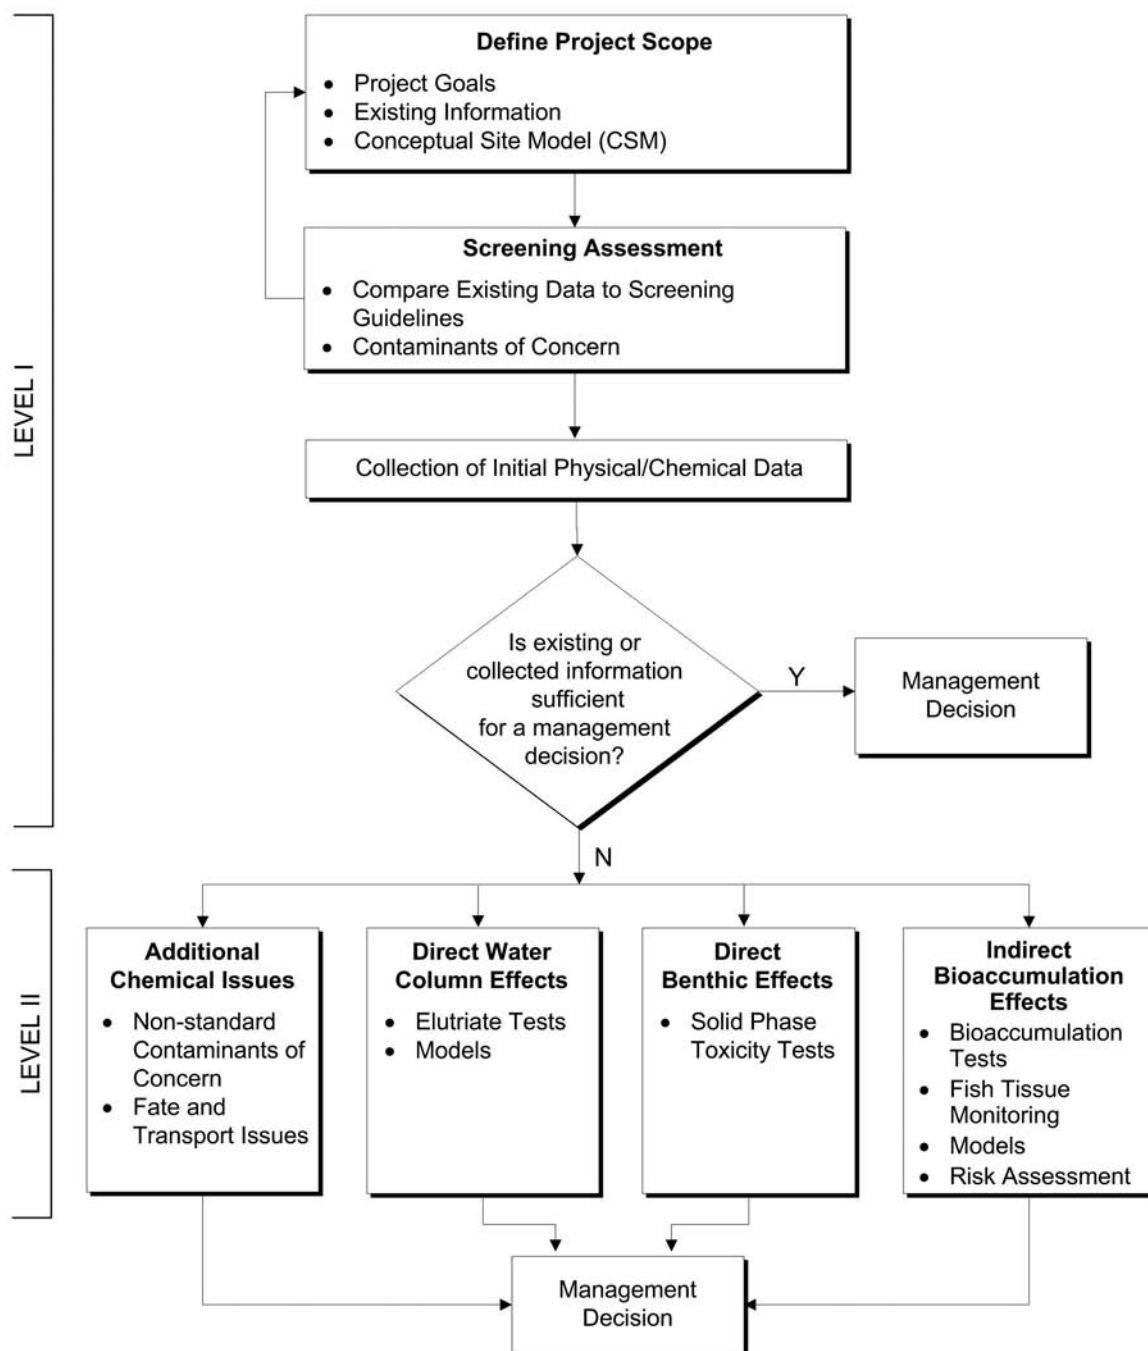 Define Project Scope
• Project Goals
• Existing Information
• Conceptual Site Model (CSM)
Screening Assessment
• Compare Existing Data to Screening
Guidelines
• Contaminants of Concern
LEVEL I
Collection of Initial Physical/Chemical Data
Is existing or
collected information
sufficient
for a management
decision?
Y
Management
Decision
N
LEVEL II
Additional
Chemical Issues
• Non-standard
Contaminants of
Concern
• Fate and
Transport Issues
Direct Water
Column Effects
• Elutriate Tests
• Models
Direct
Benthic Effects
• Solid Phase
Toxicity Tests
Indirect
Bioaccumulation
Effects
• Bioaccumulation
Tests
• Fish Tissue
Monitoring
• Models
• Risk Assessment
Management
Decision